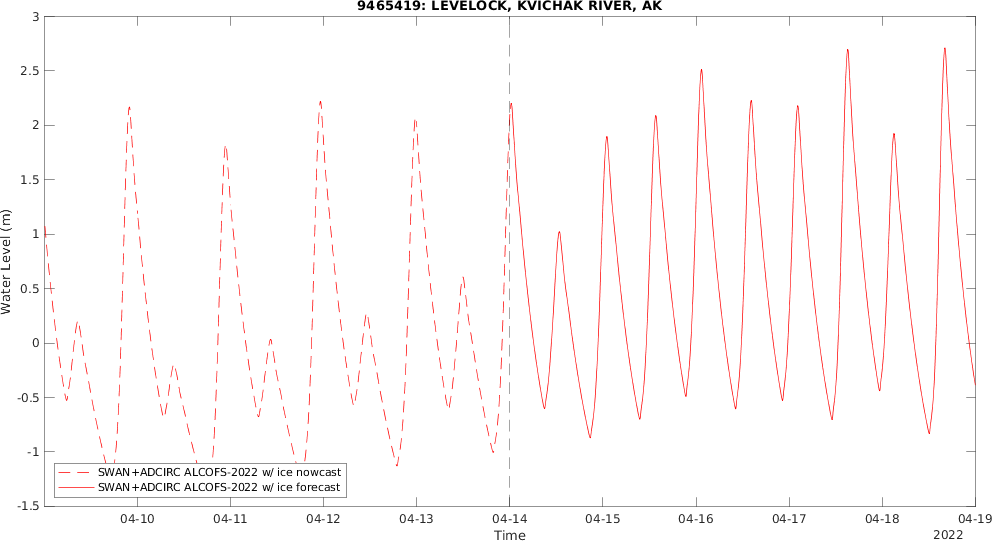 9465419: LEVELOCK, KVICHAK RIVER, AK
3
2.5
2
1.5
1
0.5
0
-0.5
-1
-1.5
Water Level (m)
SWAN+ADCIRC ALCOFS-2022 w/ ice nowcast
SWAN+ADCIRC ALCOFS-2022 w/ ice forecast
04-10 04-11 04-12 04-13 04-14 04-15 04-16 04-17 04-18 04-19
Time
2022